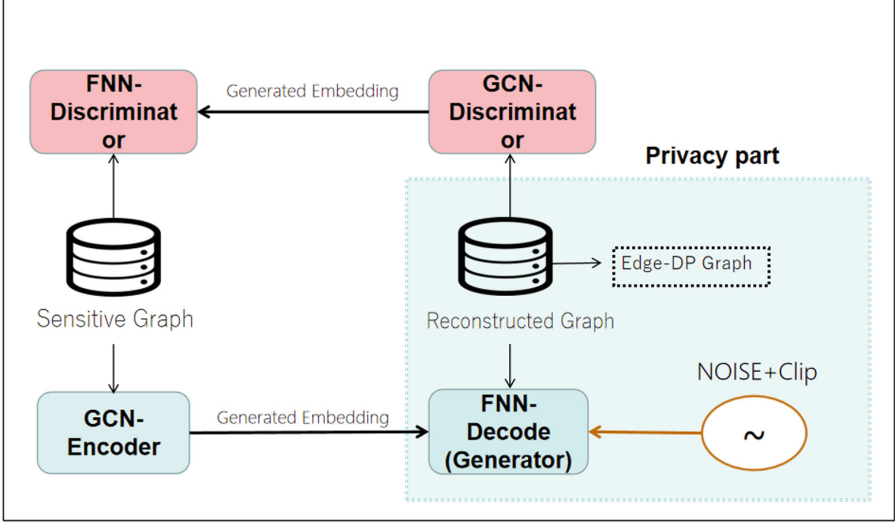 FNN-
Discriminat
or
Generated Embedding
GCN-
Discriminat
or
Privacy part
Edge-DP Graph
Sensitive Graph
Reconstructed Graph
NOISE+Clip
GCN-
Encoder
Generated Embedding
FNN-
Decode
(Generator)
~